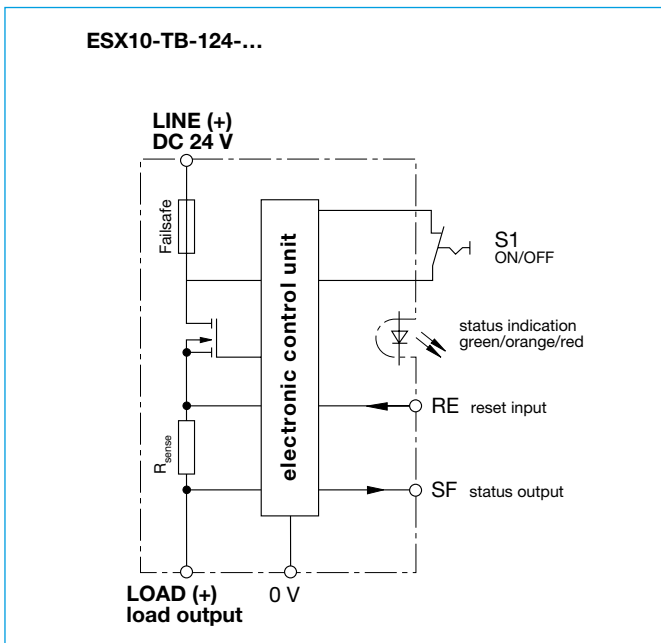 ESX10-TB-124-...
LINE (+)
DC 24 V
Failsafe
electronic control unit
S1
ON/OFF
status indication
green/orange/red
RE reset input
Rsense
SF status output
LOAD (+)
load output
0 V